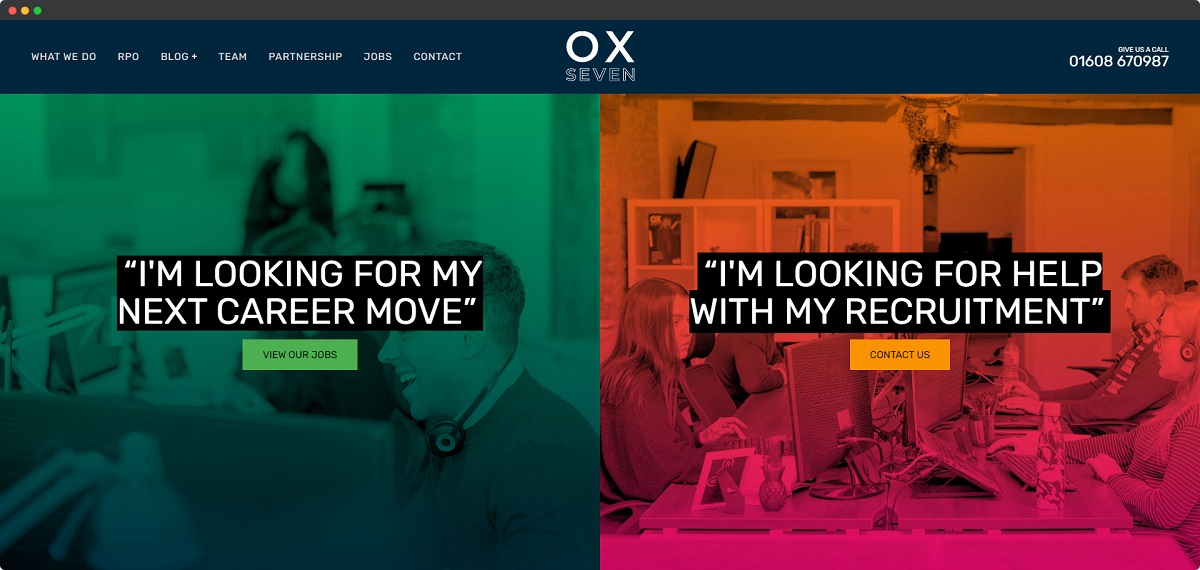 WHAT WE DO
RPO
BLOG +
TEAM
PARTNERSHIP
JOBS
CONTACT
OX
SEVEN
GIVE US A CALL
01608 670987
“I'M LOOKING FOR MY
NEXT CAREER MOVE”
VIEW OUR JOBS
“I'M LOOKING FOR HELP
WITH MY RECRUITMENT”
CONTACT US